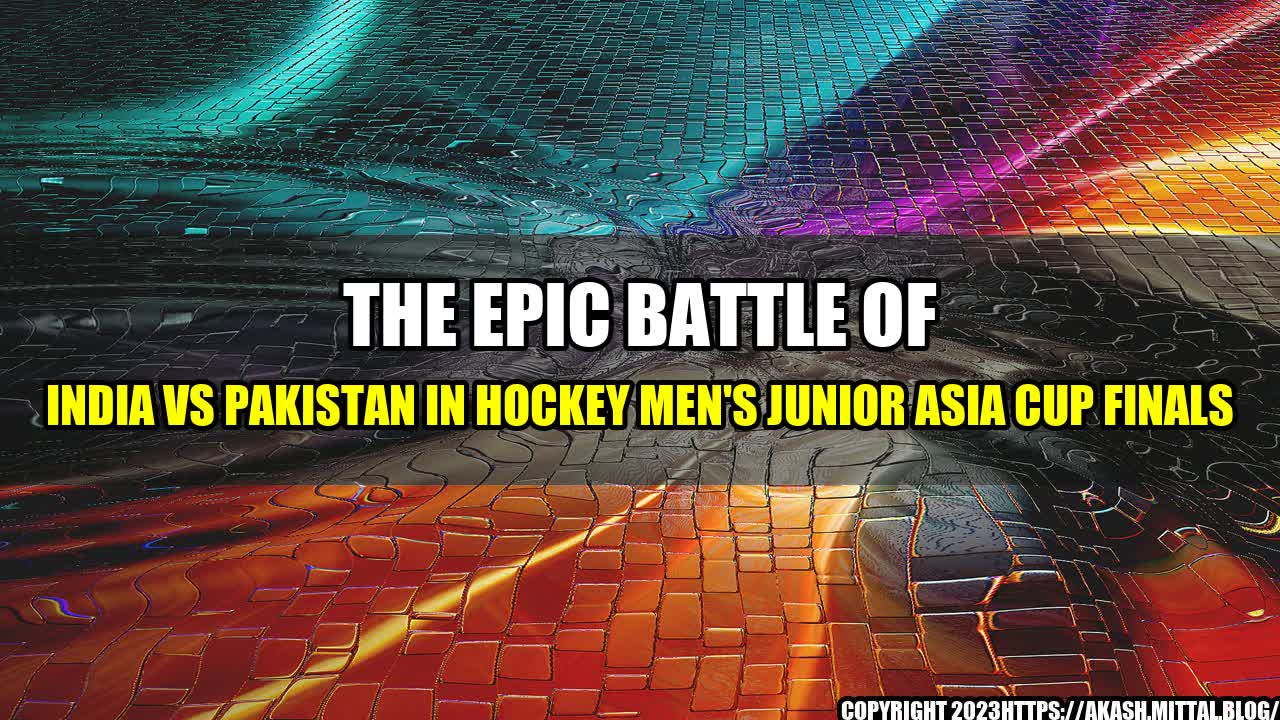 THE EPIC BATTLE OF
INDIA VS PAKISTAN IN HOCKEY MEN'S JUNIOR ASIA CUP FINALS
COPYRIGHT 2023HTTPS://AKASH.MITTAL.BLOG/